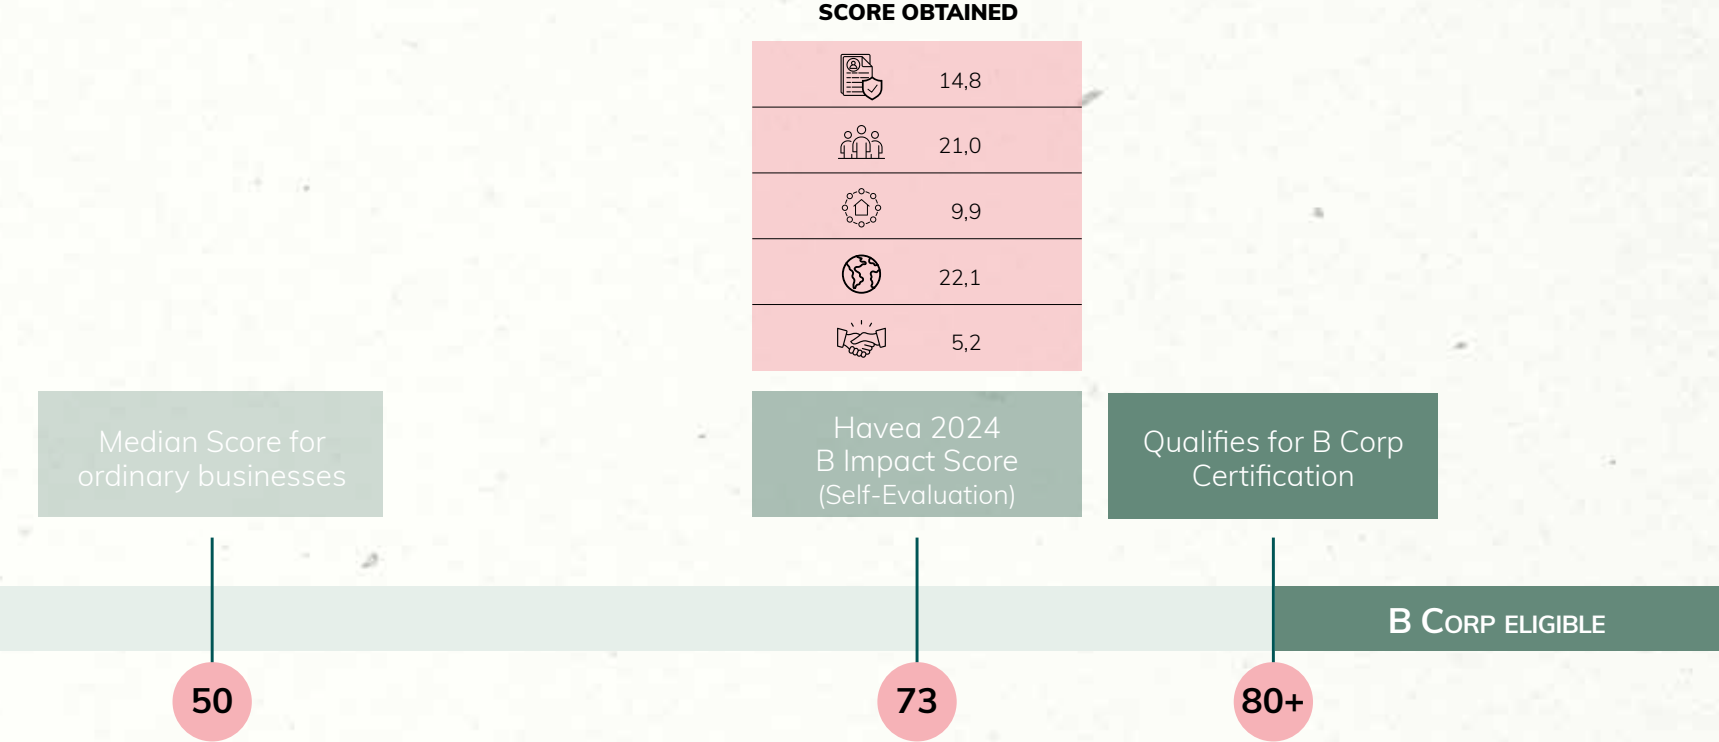 SCORE OBTAINED
14,8
21,0
9,9
22,1
5,2
Median Score for
ordinary businesses
Havea 2024
B Impact Score
(Self-Evaluation)
Qualifies for B Corp
Certification
B CORP ELIGIBLE
50
73
80+